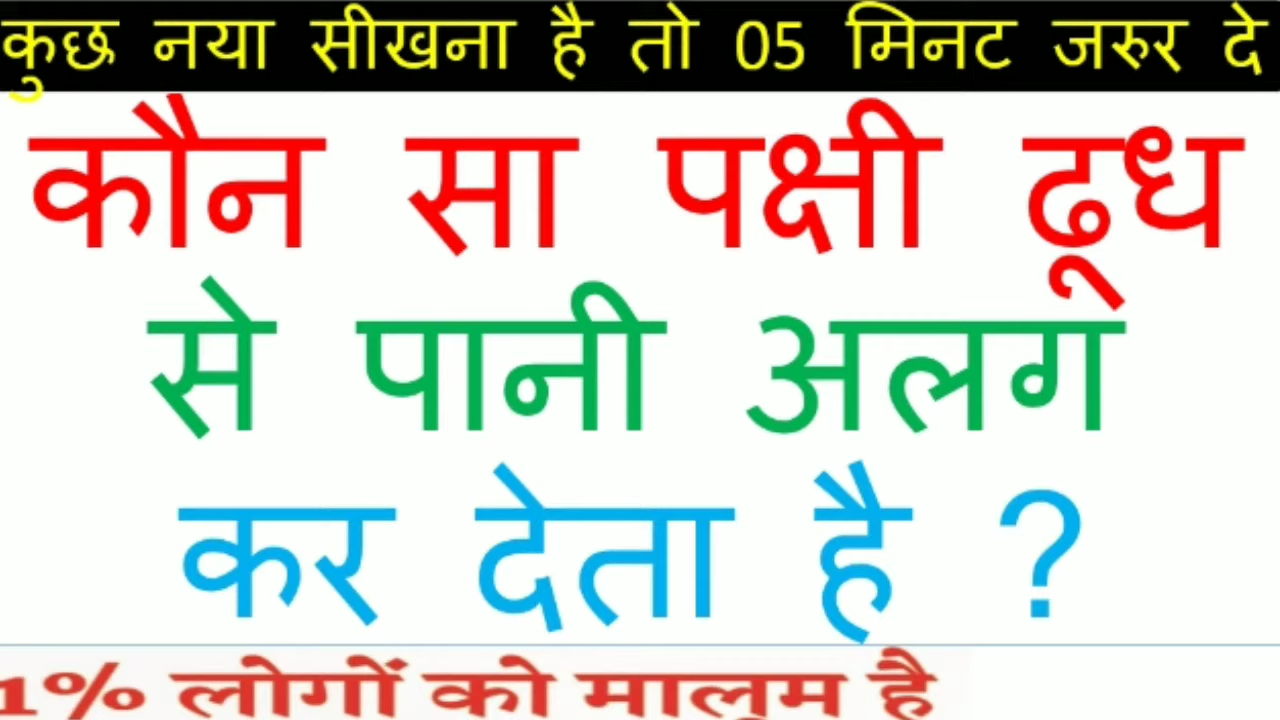 कुछ नया सीखना है तो 05 मिनट जरुर दे
कौन सा पक्षी ढूध
से पानी अलग
कर देता है ?
1% लोगों को मालूम है